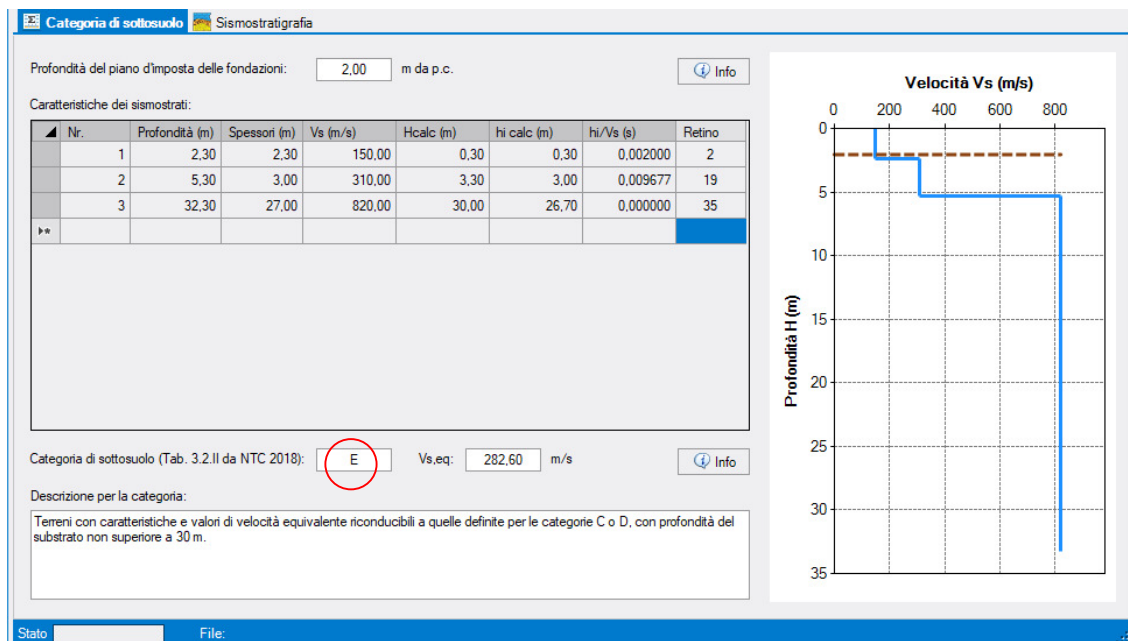 Categoria di sottosuolo Sismostratigrafia
Profondità del piano d'imposta delle fondazioni: 2,00 m da p.c. Info
Caratteristiche dei sismostrati:
Nr. Profondità (m) Spessori (m) Vs (m/s) Hcalc (m) hi calc (m) hi/Vs (s) Retino
1 2,30 2,30 150,00 0,30 0,30 0,002000 2
2 5,30 3,00 310,00 3,30 3,00 0,009677 19
3 32,30 27,00 820,00 30,00 26,70 0,000000 35
Categoria di sottosuolo (Tab. 3.2.II da NTC 2018): E Vs,eq: 282,60 m/s Info
Descrizione per la categoria:
Terreni con caratteristiche e valori di velocità equivalente riconducibili a quelle definite per le categorie C o D, con profondità del
substrato non superiore a 30 m.
Velocità Vs (m/s)
0 200 400 600 800
0
5
10
15
20
25
30
35
Profondità H (m)
Stato File: